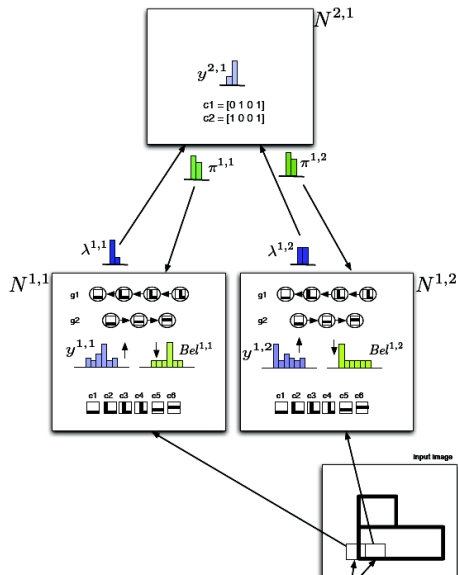 N^{2,1}
y^{2,1}
c1 = [0 1 0 1]
c2 = [1 0 0 1]
π^{1,1}
π^{1,2}
λ^{1,1}
λ^{1,2}
N^{1,1}
g1
g2
y^{1,1}
Bel^{1,1}
c1 c2 c3 c4 c5 c6
N^{1,2}
g1
g2
y^{1,2}
Bel^{1,2}
c1 c2 c3 c4 c5 c6
input image